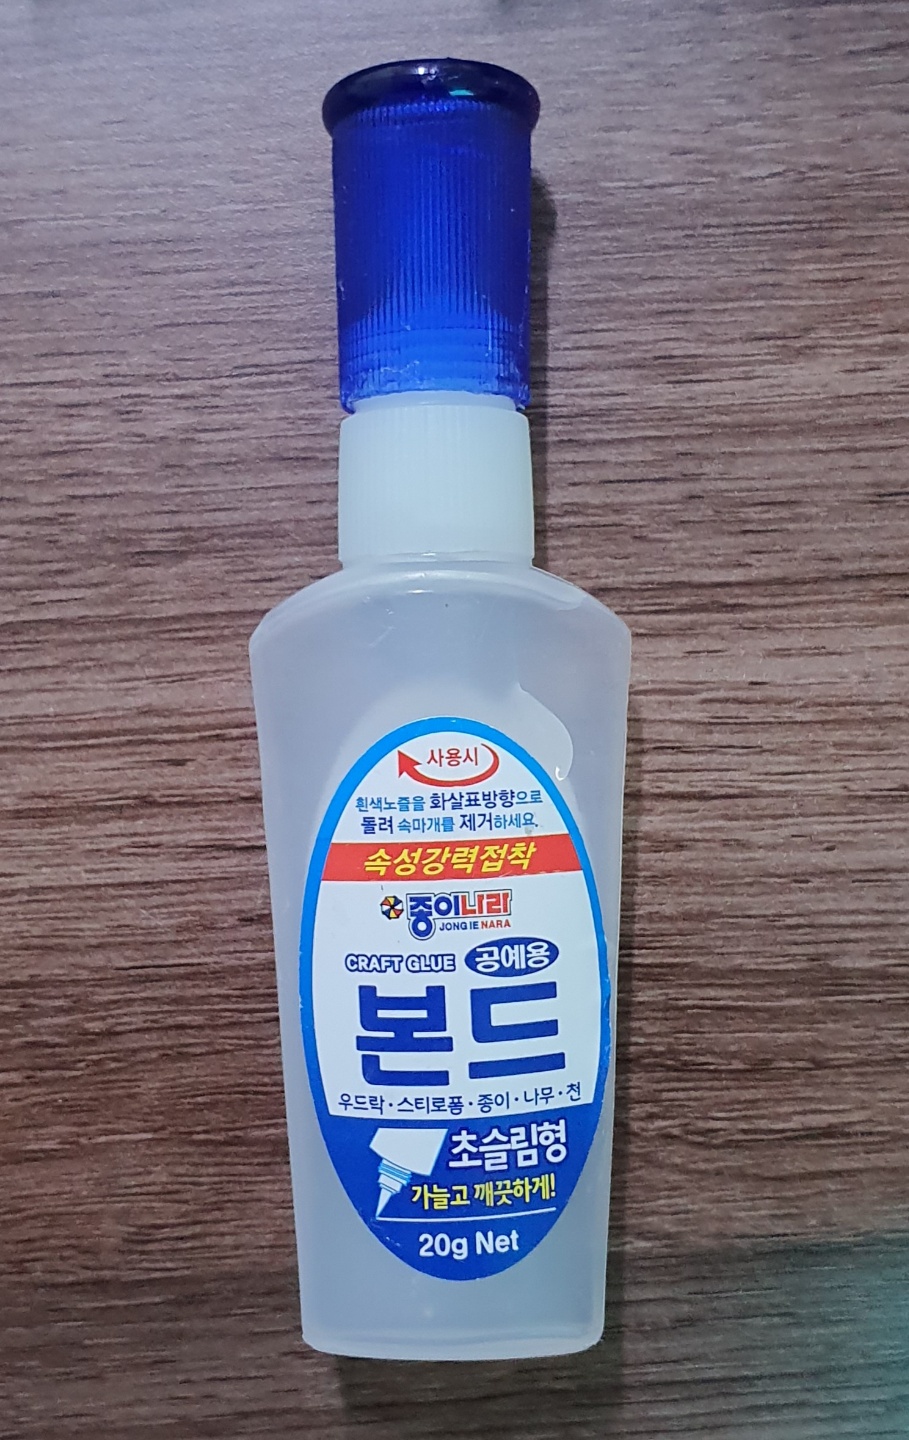 사용시
흰색노즐을 화살표방향으로
돌려 속마개를 제거하세요.
속성강력접착
종이나라
JONG IE NARA
CRAFT GLUE 공예용
본드
우드락·스티로폼·종이·나무·천
초슬림형
가늘고 깨끗하게!
20g Net